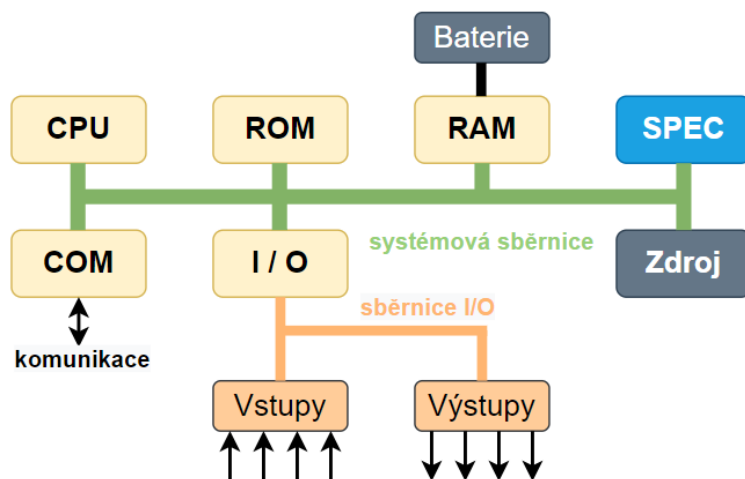 Baterie
CPU
ROM
RAM
SPEC
systémová sběrnice
COM
I / O
Zdroj
sběrnice I/O
komunikace
Vstupy
Výstupy